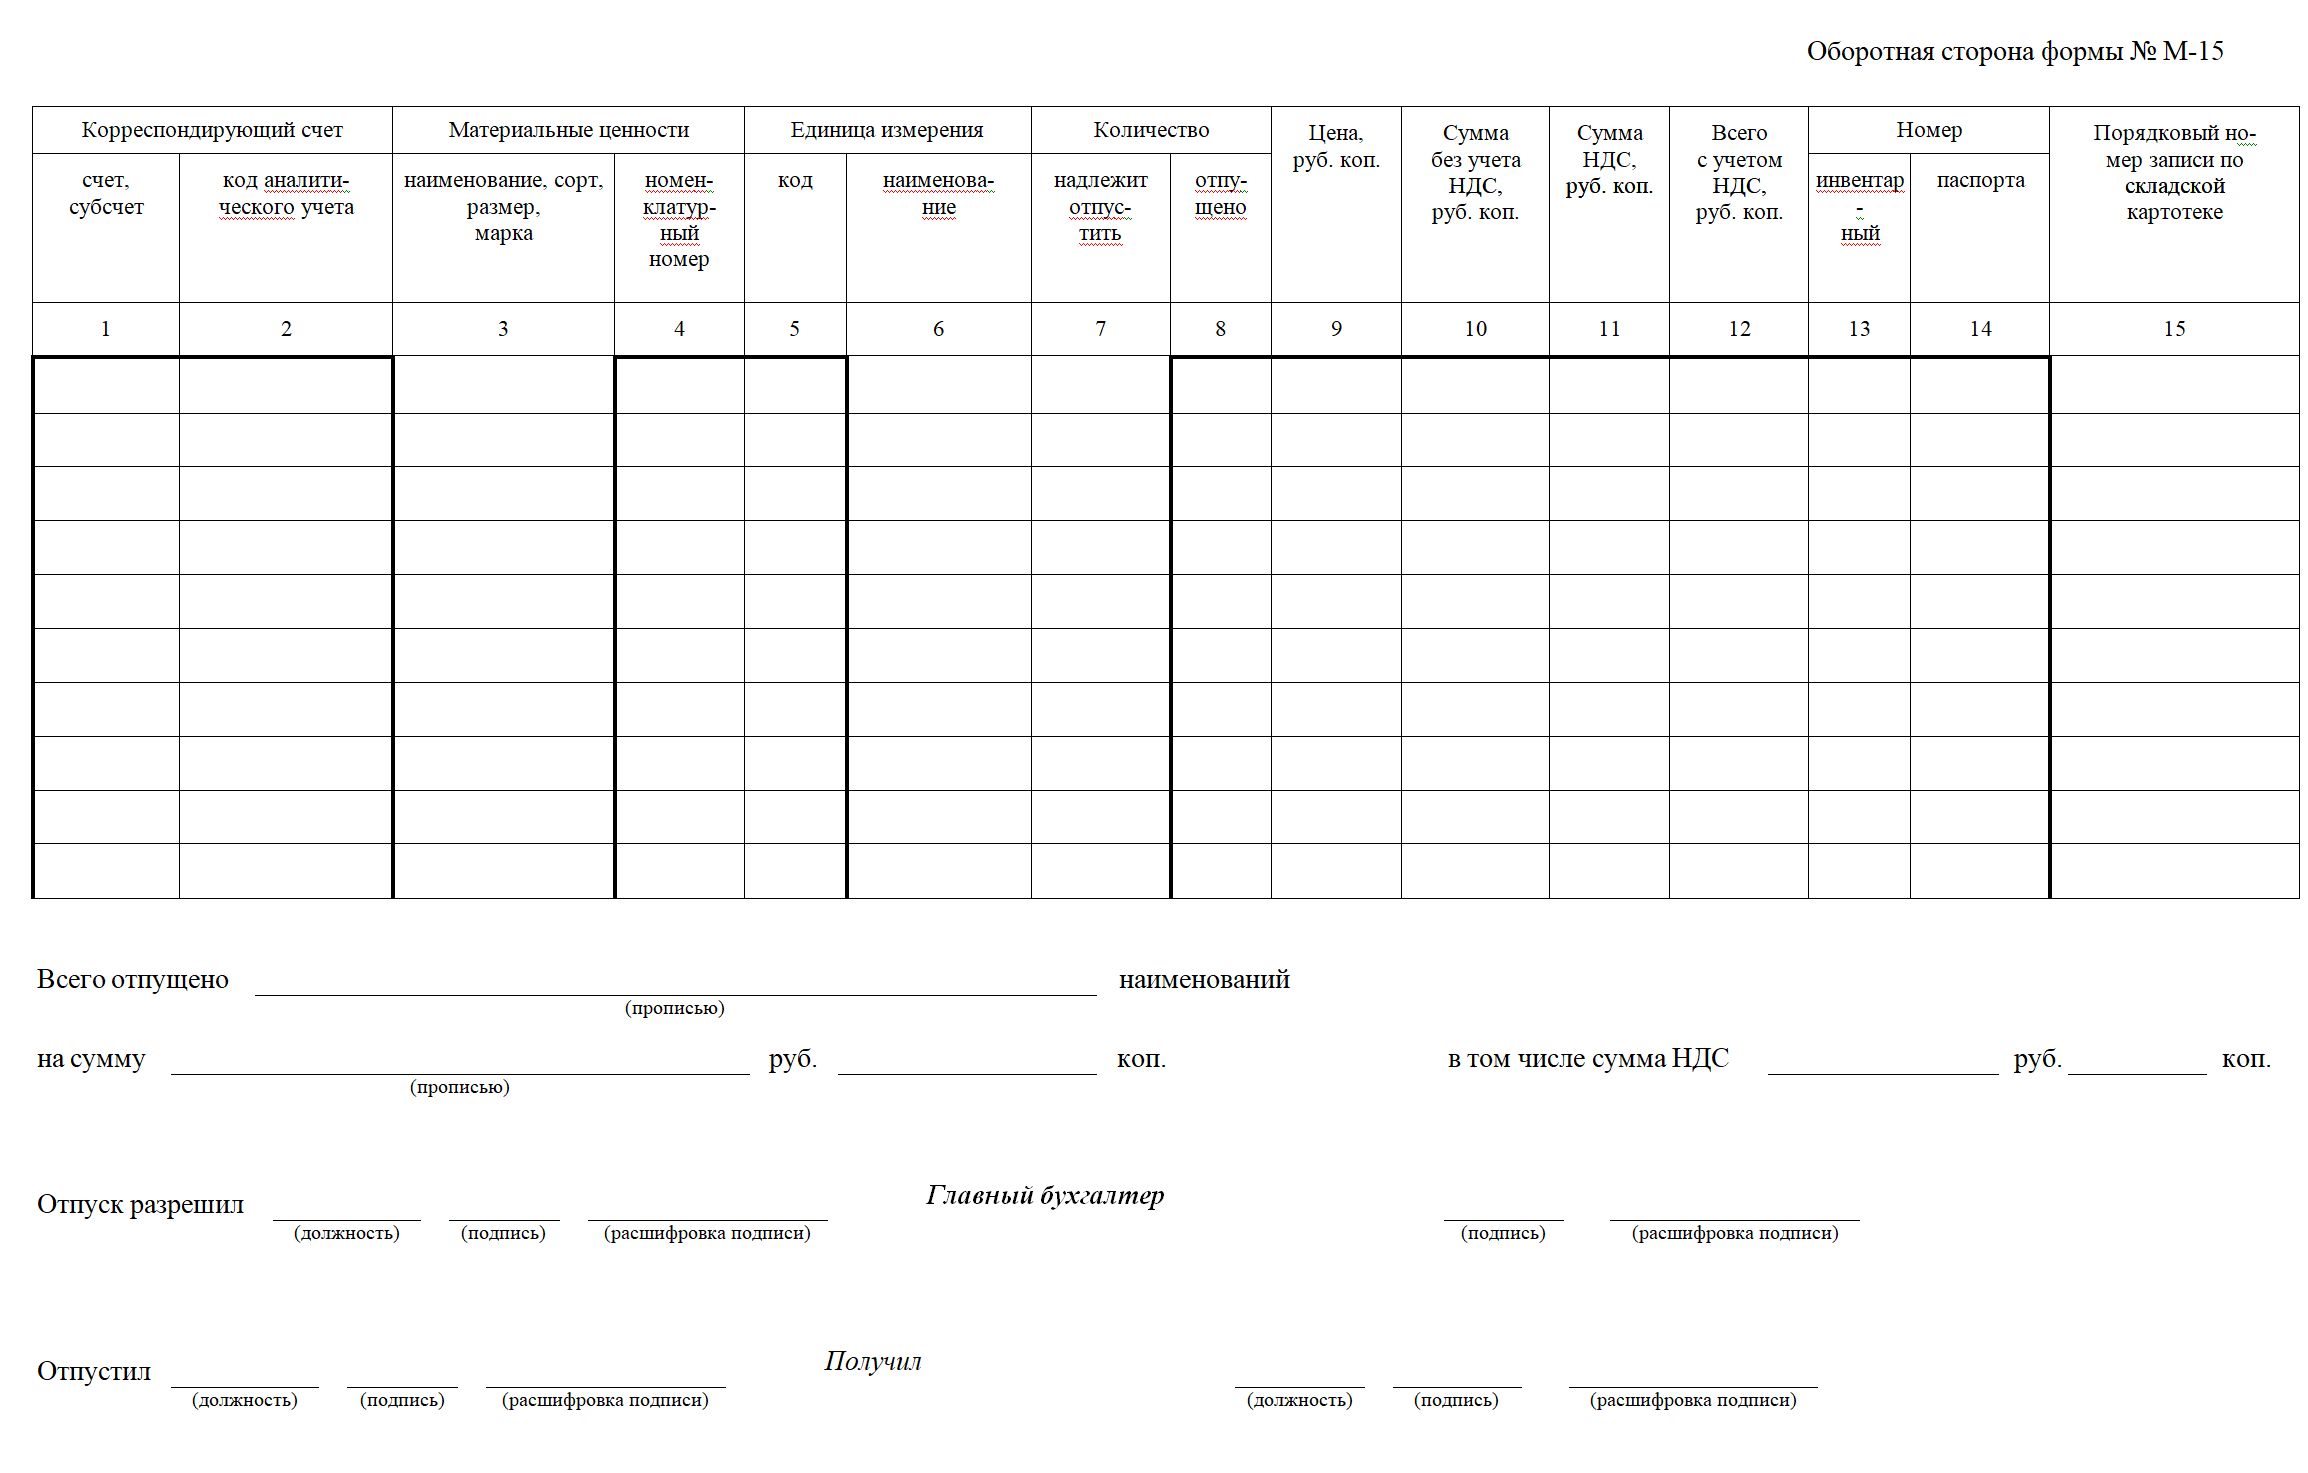 Оборотная сторона формы № М-15
Корреспондирующий счет
Материальные ценности
Единица измерения
Количество
Цена,
руб. коп.
Сумма
без учета
НДС,
руб. коп.
Сумма
НДС,
руб. коп.
Всего
с учетом
НДС,
руб. коп.
Номер
Порядковый но-
мер записи по
складской
картотеке
счет,
субсчет
код аналити-
ческого учета
наименование, сорт,
размер,
марка
номен-
клатур-
ный
номер
код
наименова-
ние
надлежит
отпус-
тить
отпу-
щено
инвентар
-
ный
паспорта
1 2 3 4 5 6 7 8 9 10 11 12 13 14 15
Всего отпущено наименований
(прописью)
на сумму руб. коп. в том числе сумма НДС руб. коп.
(прописью)
Отпуск разрешил Главный бухгалтер
(должность) (подпись) (расшифровка подписи) (подпись) (расшифровка подписи)
Отпустил Получил
(должность) (подпись) (расшифровка подписи) (должность) (подпись) (расшифровка подписи)